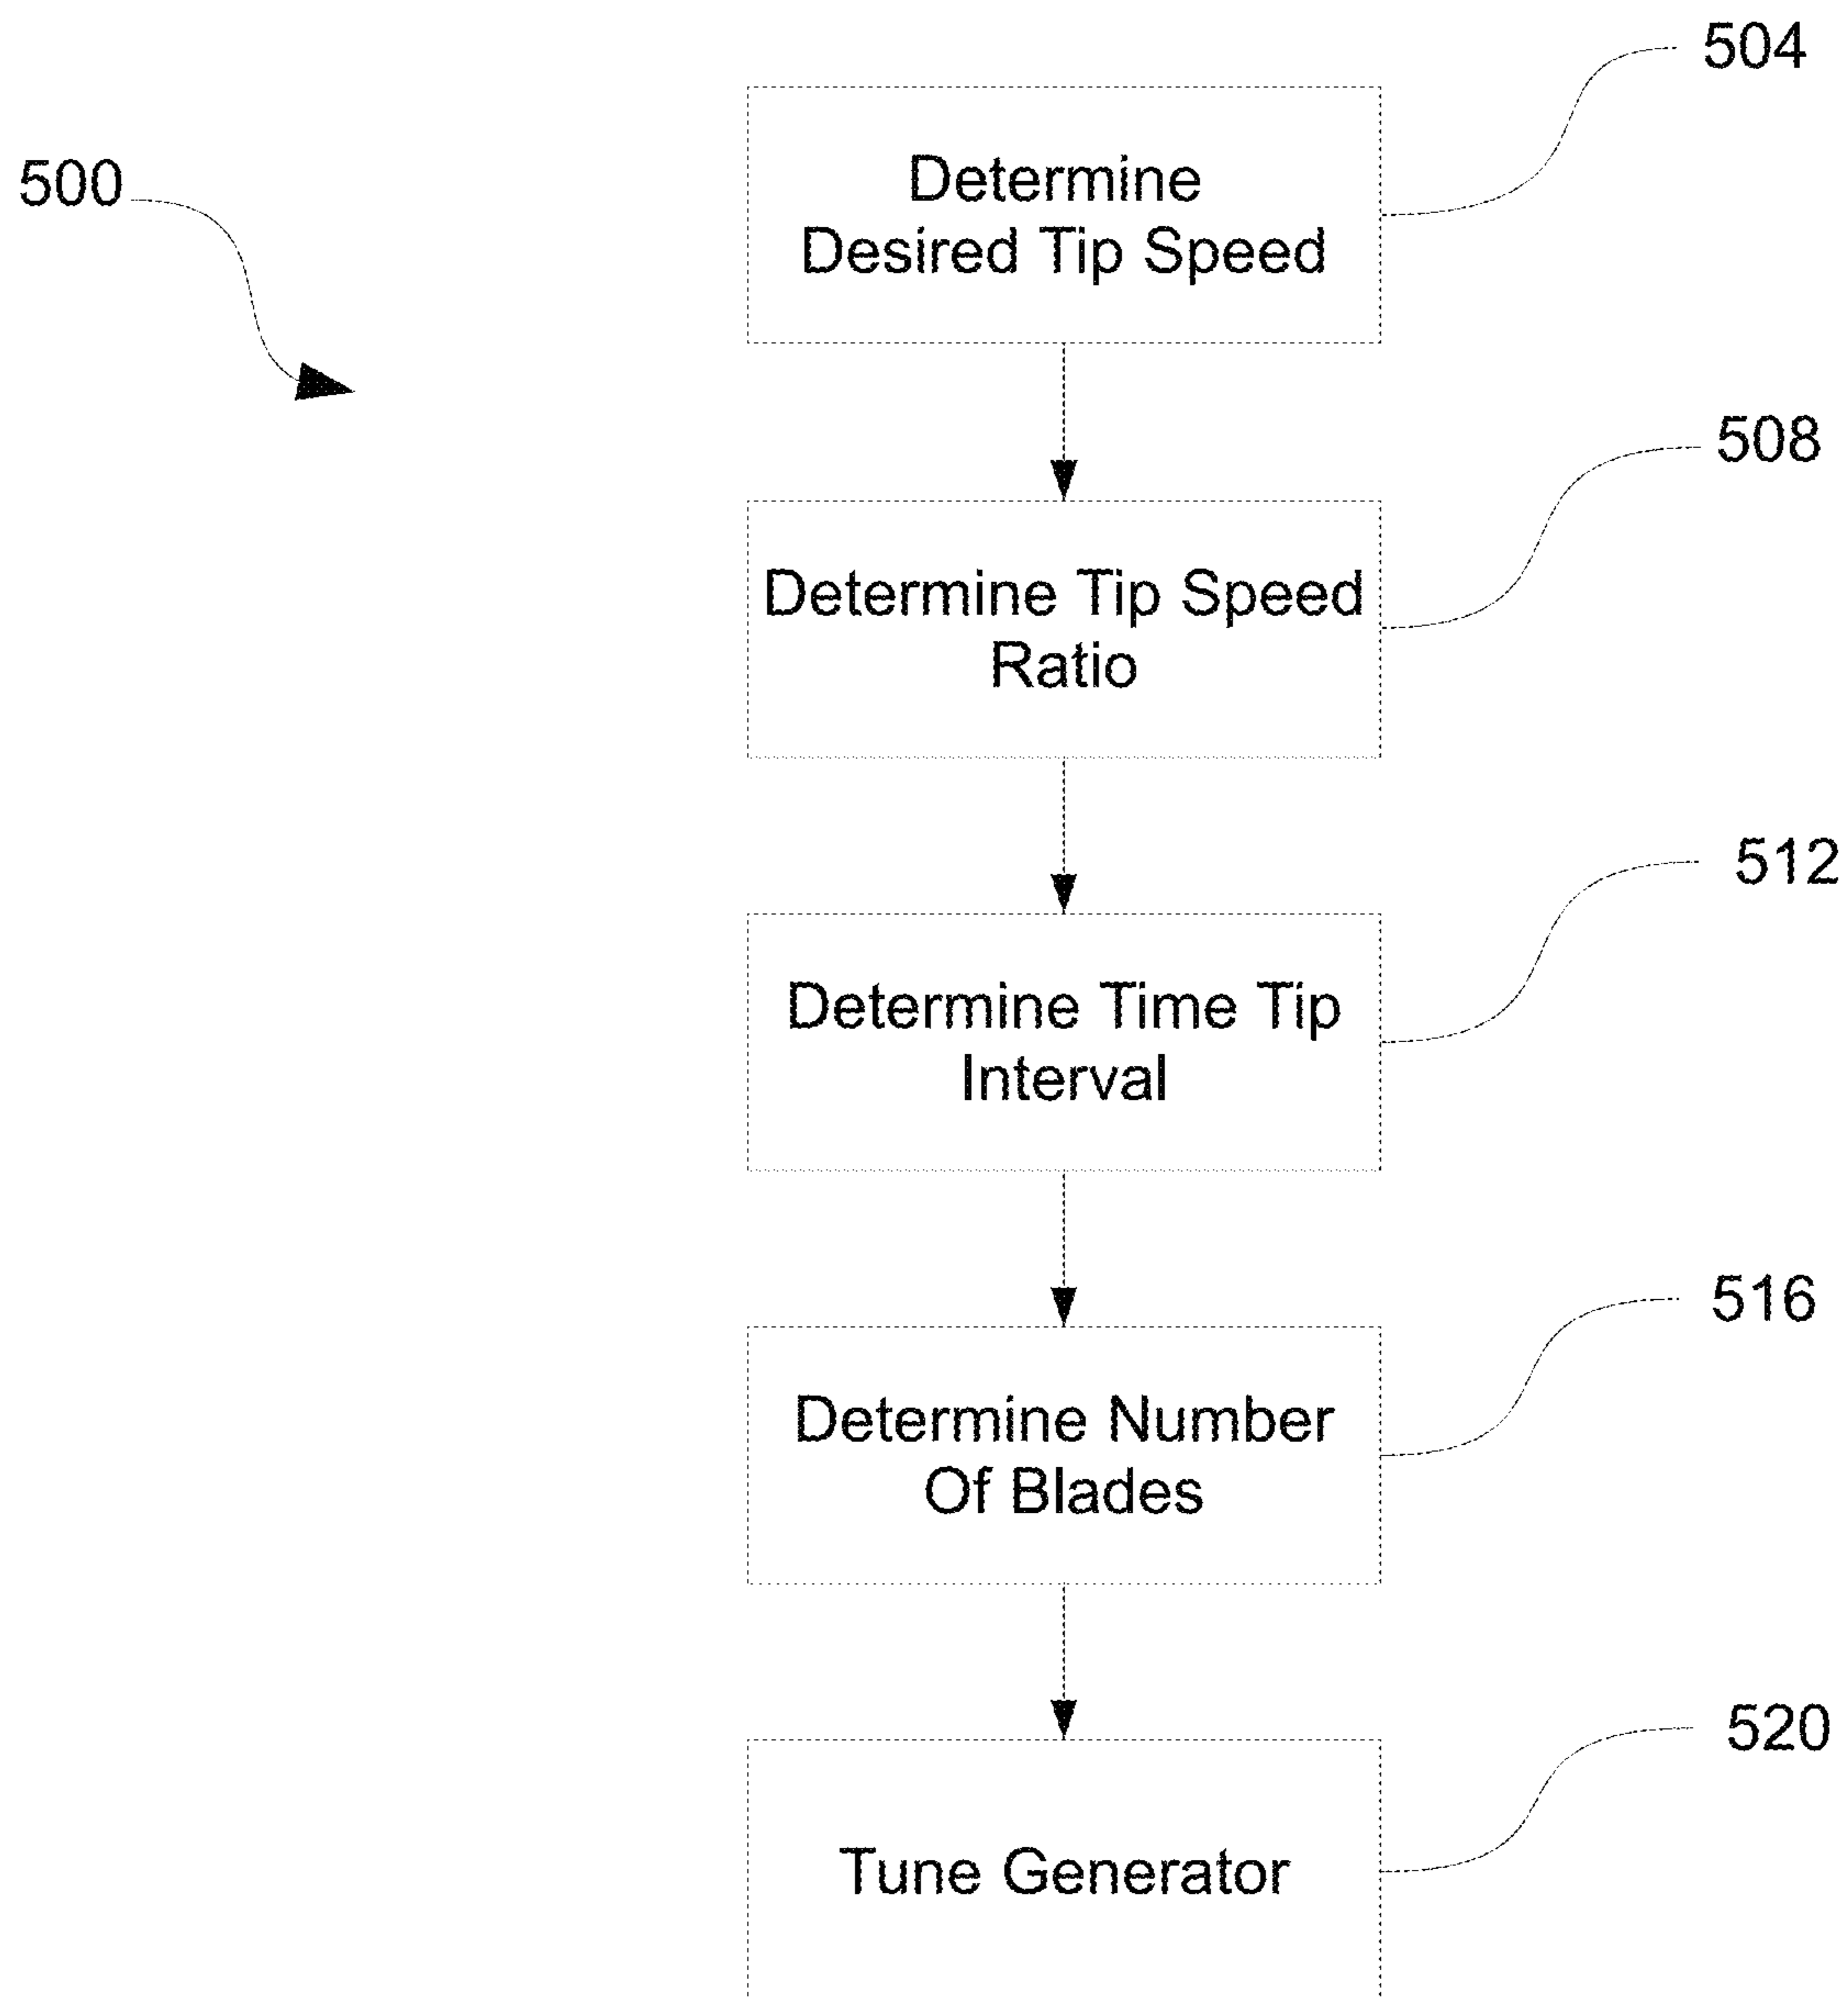 504
500
Determine
Desired Tip Speed
508
Determine Tip Speed
Ratio
512
Determine Time Tip
Interval
516
Determine Number
Of Blades
520
Tune Generator